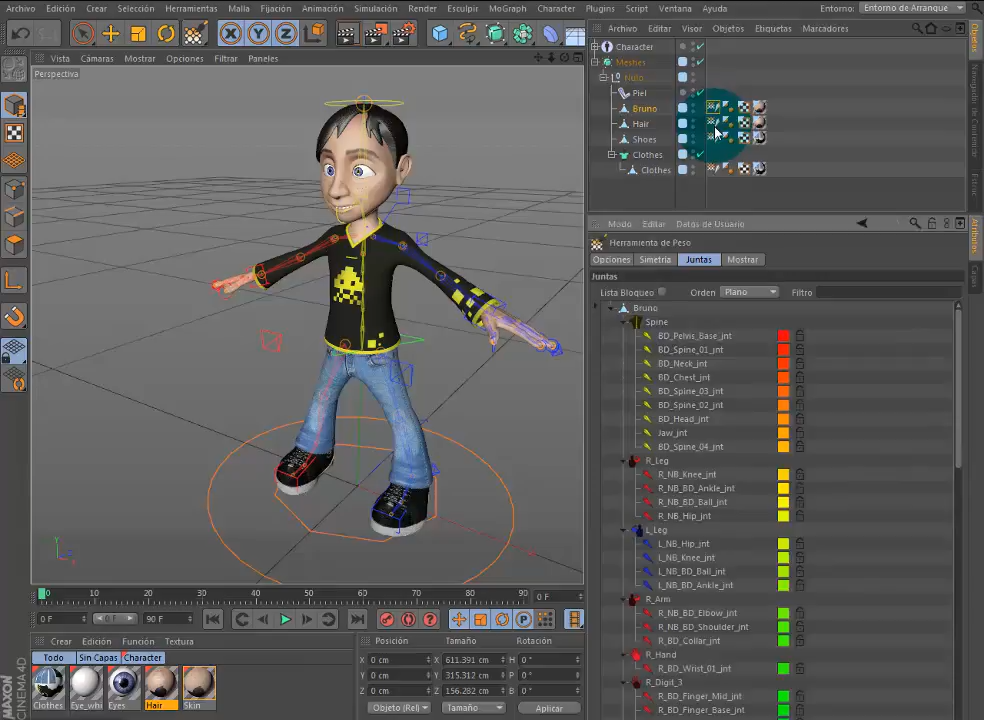 Archivo Edición Crear Selección Herramientas Malla Fijación Animación Simulación Render Esculpir MoGraph Character Plugins Script Ventana Ayuda Entorno: Entorno de Arranque
Archivo Editar Visor Objetos Etiquetas Marcadores
Vista Cámaras Mostrar Opciones Filtrar Paneles
Perspectiva
Character
Meshes
Nulo
Piel
Bruno
Hair
Shoes
Clothes
Clothes
Objetos
Navegador de Contenido
Modo Editar Datos de Usuario
Herramienta de Peso
Opciones Simetría Juntas Mostrar
Juntas
Lista Bloqueo Orden Plano Filtro
Atributos
Capas
Bruno
Spine
BD_Pelvis_Base_jnt
BD_Spine_01_jnt
BD_Neck_jnt
BD_Chest_jnt
BD_Spine_03_jnt
BD_Spine_02_jnt
BD_Head_jnt
Jaw_jnt
BD_Spine_04_jnt
R_Leg
R_NB_Knee_jnt
R_NB_BD_Ankle_jnt
R_NB_BD_Ball_jnt
R_NB_Hip_jnt
L_Leg
L_NB_Hip_jnt
L_NB_Knee_jnt
L_NB_BD_Ball_jnt
L_NB_BD_Ankle_jnt
R_Arm
R_NB_BD_Elbow_jnt
R_NB_BD_Shoulder_jnt
R_BD_Collar_jnt
R_Hand
R_BD_Wrist_01_jnt
R_Digit_3
R_BD_Finger_Mid_jnt
R_BD_Finger_Base_jnt
0 10 20 30 40 50 60 70 80 90 0 F
0 F 0 F 90 F
Crear Edición Función Textura
Todo Sin Capas Character
Clothes Eye_whi Eyes Hair Skin
Posición Tamaño Rotación
X 0 cm X 611.391 cm H 0 °
Y 0 cm Y 315.312 cm P 0 °
Z 0 cm Z 156.282 cm B 0 °
Objeto (Rel) Tamaño Aplicar
MAXON CINEMA4D